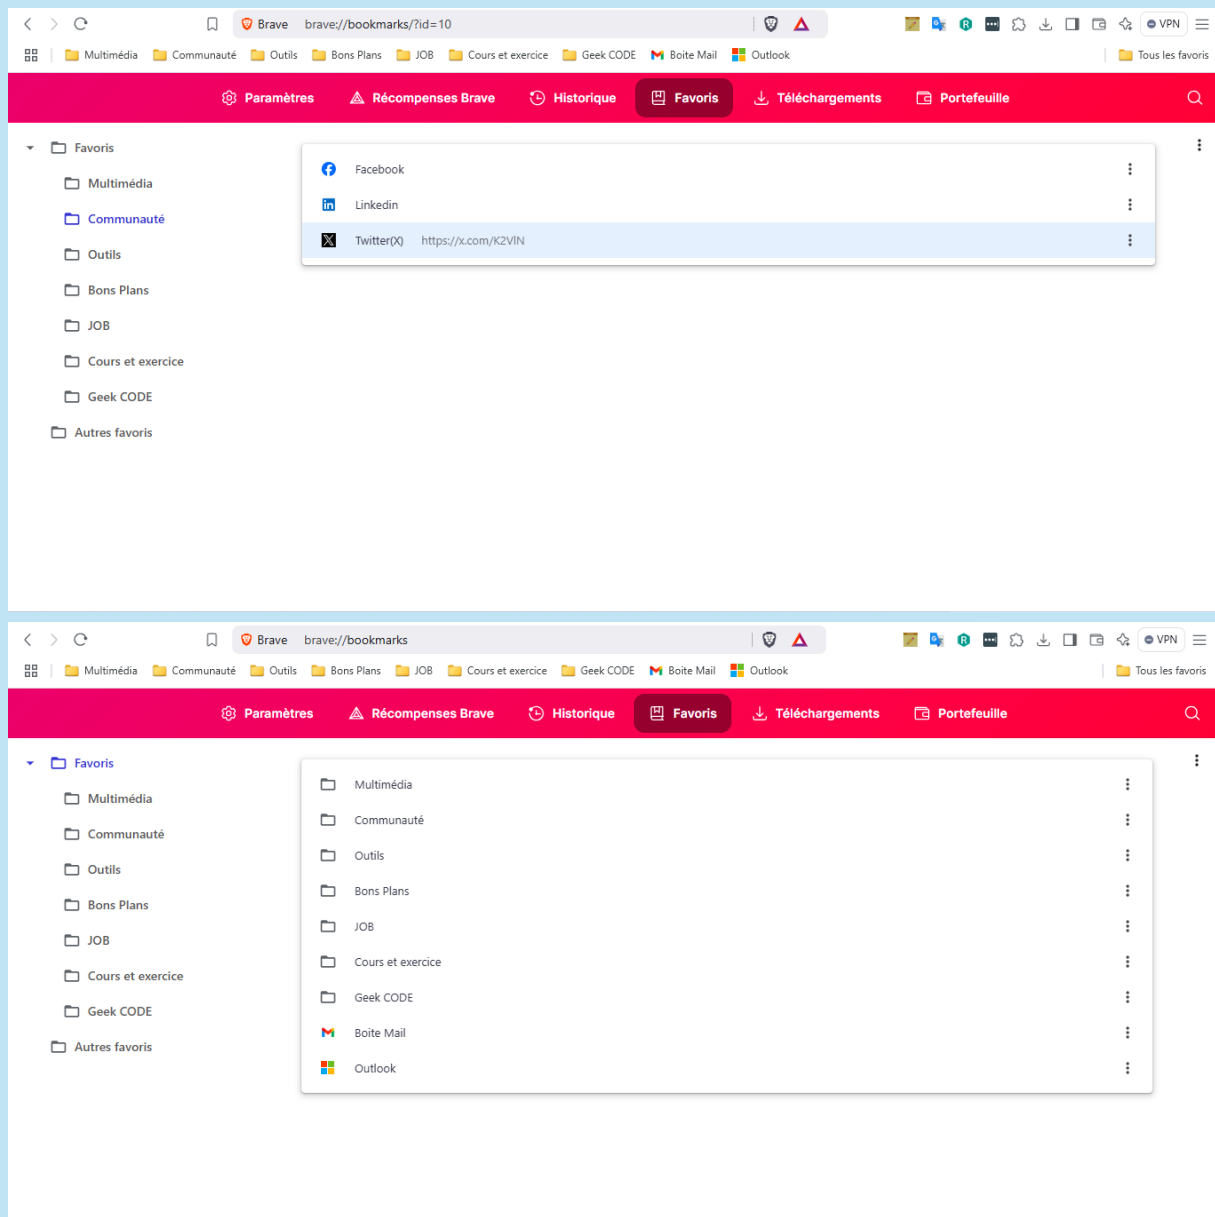 Brave brave://bookmarks/?id=10 VPN
Multimédia Communauté Outils Bons Plans JOB Cours et exercice Geek CODE Boite Mail Outlook Tous les favoris
Paramètres Récompenses Brave Historique Favoris Téléchargements Portefeuille
Favoris
Multimédia
Communauté
Outils
Bons Plans
JOB
Cours et exercice
Geek CODE
Autres favoris
Facebook
Linkedin
Twitter(X) https://x.com/K2VlN
Brave brave://bookmarks VPN
Multimédia Communauté Outils Bons Plans JOB Cours et exercice Geek CODE Boite Mail Outlook Tous les favoris
Paramètres Récompenses Brave Historique Favoris Téléchargements Portefeuille
Favoris
Multimédia
Communauté
Outils
Bons Plans
JOB
Cours et exercice
Geek CODE
Autres favoris
Multimédia
Communauté
Outils
Bons Plans
JOB
Cours et exercice
Geek CODE
Boite Mail
Outlook